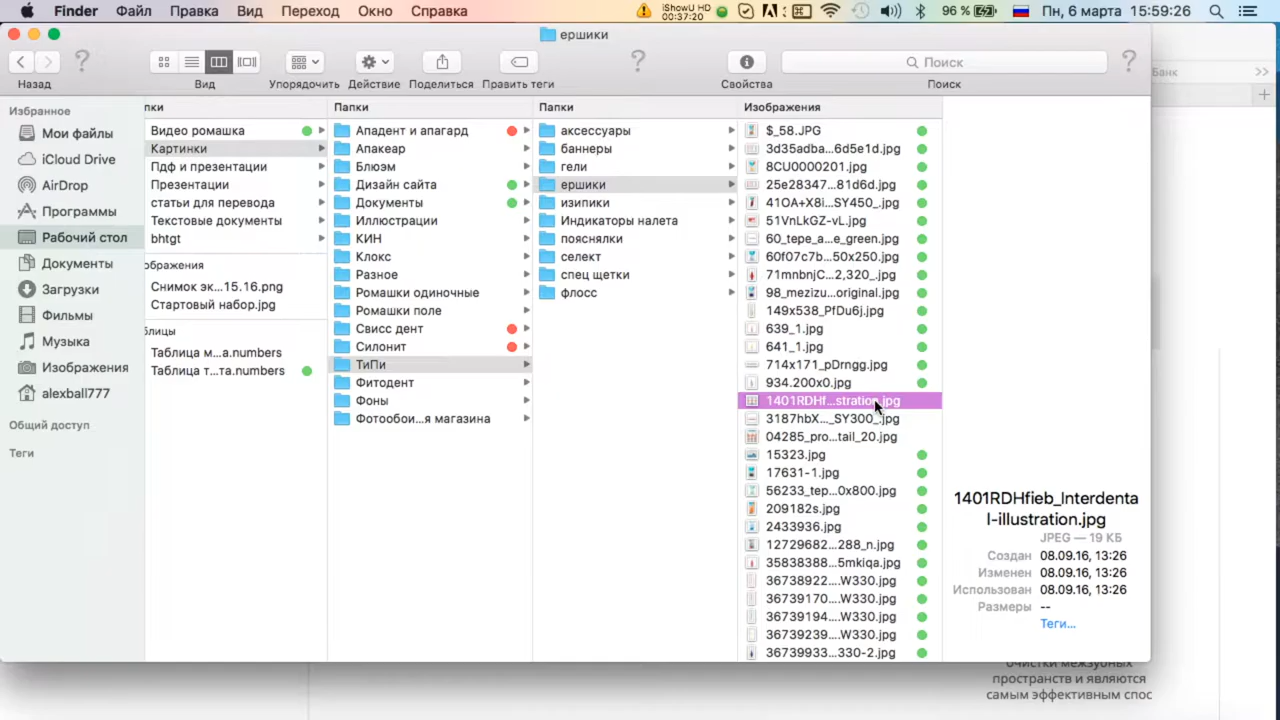 Finder Файл Правка Вид Переход Окно Справка iShowU HD 00:37:20 96 % Пн, 6 марта 15:59:26
ершики
Назад Вид Упорядочить Действие Поделиться Править теги Свойства Поиск
Поиск
Избранное
Мои файлы
iCloud Drive
AirDrop
Программы
Рабочий стол
Документы
Загрузки
Фильмы
Музыка
Изображения
alexball777
Общий доступ
Теги
пки
Видео ромашка
Картинки
Пдф и презентации
Презентации
статьи для перевода
Текстовые документы
bhtgt
ображения
Снимок эк...15.16.png
Стартовый набор.jpg
блицы
Таблица м...a.numbers
Таблица т...та.numbers
Папки
Ападент и апагард
Апакеар
Блюэм
Дизайн сайта
Документы
Иллюстрации
КИН
Клокс
Разное
Ромашки одиночные
Ромашки поле
Свисс дент
Силонит
ТиПи
Фитодент
Фоны
Фотообои...я магазина
Папки
аксессуары
баннеры
гели
ершики
изипики
Индикаторы налета
пояснялки
селект
спец щетки
флосс
Изображения
$_58.JPG
3d35adba...6d5e1d.jpg
8CU0000201.jpg
25e28347...81d6d.jpg
41OA+X8i...SY450_.jpg
51VnLkGZ-vL.jpg
60_tepe_a...e_green.jpg
60f07c7b...50x250.jpg
71mnbnjC...2,320_.jpg
98_mezizu...original.jpg
149x538_PfDu6j.jpg
639_1.jpg
641_1.jpg
714x171_pDrngg.jpg
934.200x0.jpg
1401RDHf...stration.jpg
3187hbX..._SY300_.jpg
04285_pro...tail_20.jpg
15323.jpg
17631-1.jpg
56233_tep...0x800.jpg
209182s.jpg
2433936.jpg
12729682...288_n.jpg
35838388...5mkiqa.jpg
36738922...W330.jpg
36739170...W330.jpg
36739194...W330.jpg
36739239...W330.jpg
36739933...330-2.jpg
1401RDHfieb_Interdenta
l-illustration.jpg
JPEG — 19 КБ
Создан 08.09.16, 13:26
Изменен 08.09.16, 13:26
Использован 08.09.16, 13:26
Размеры --
Теги...
Банк
очистки межзубных
пространств и являются
самым эффективным спос